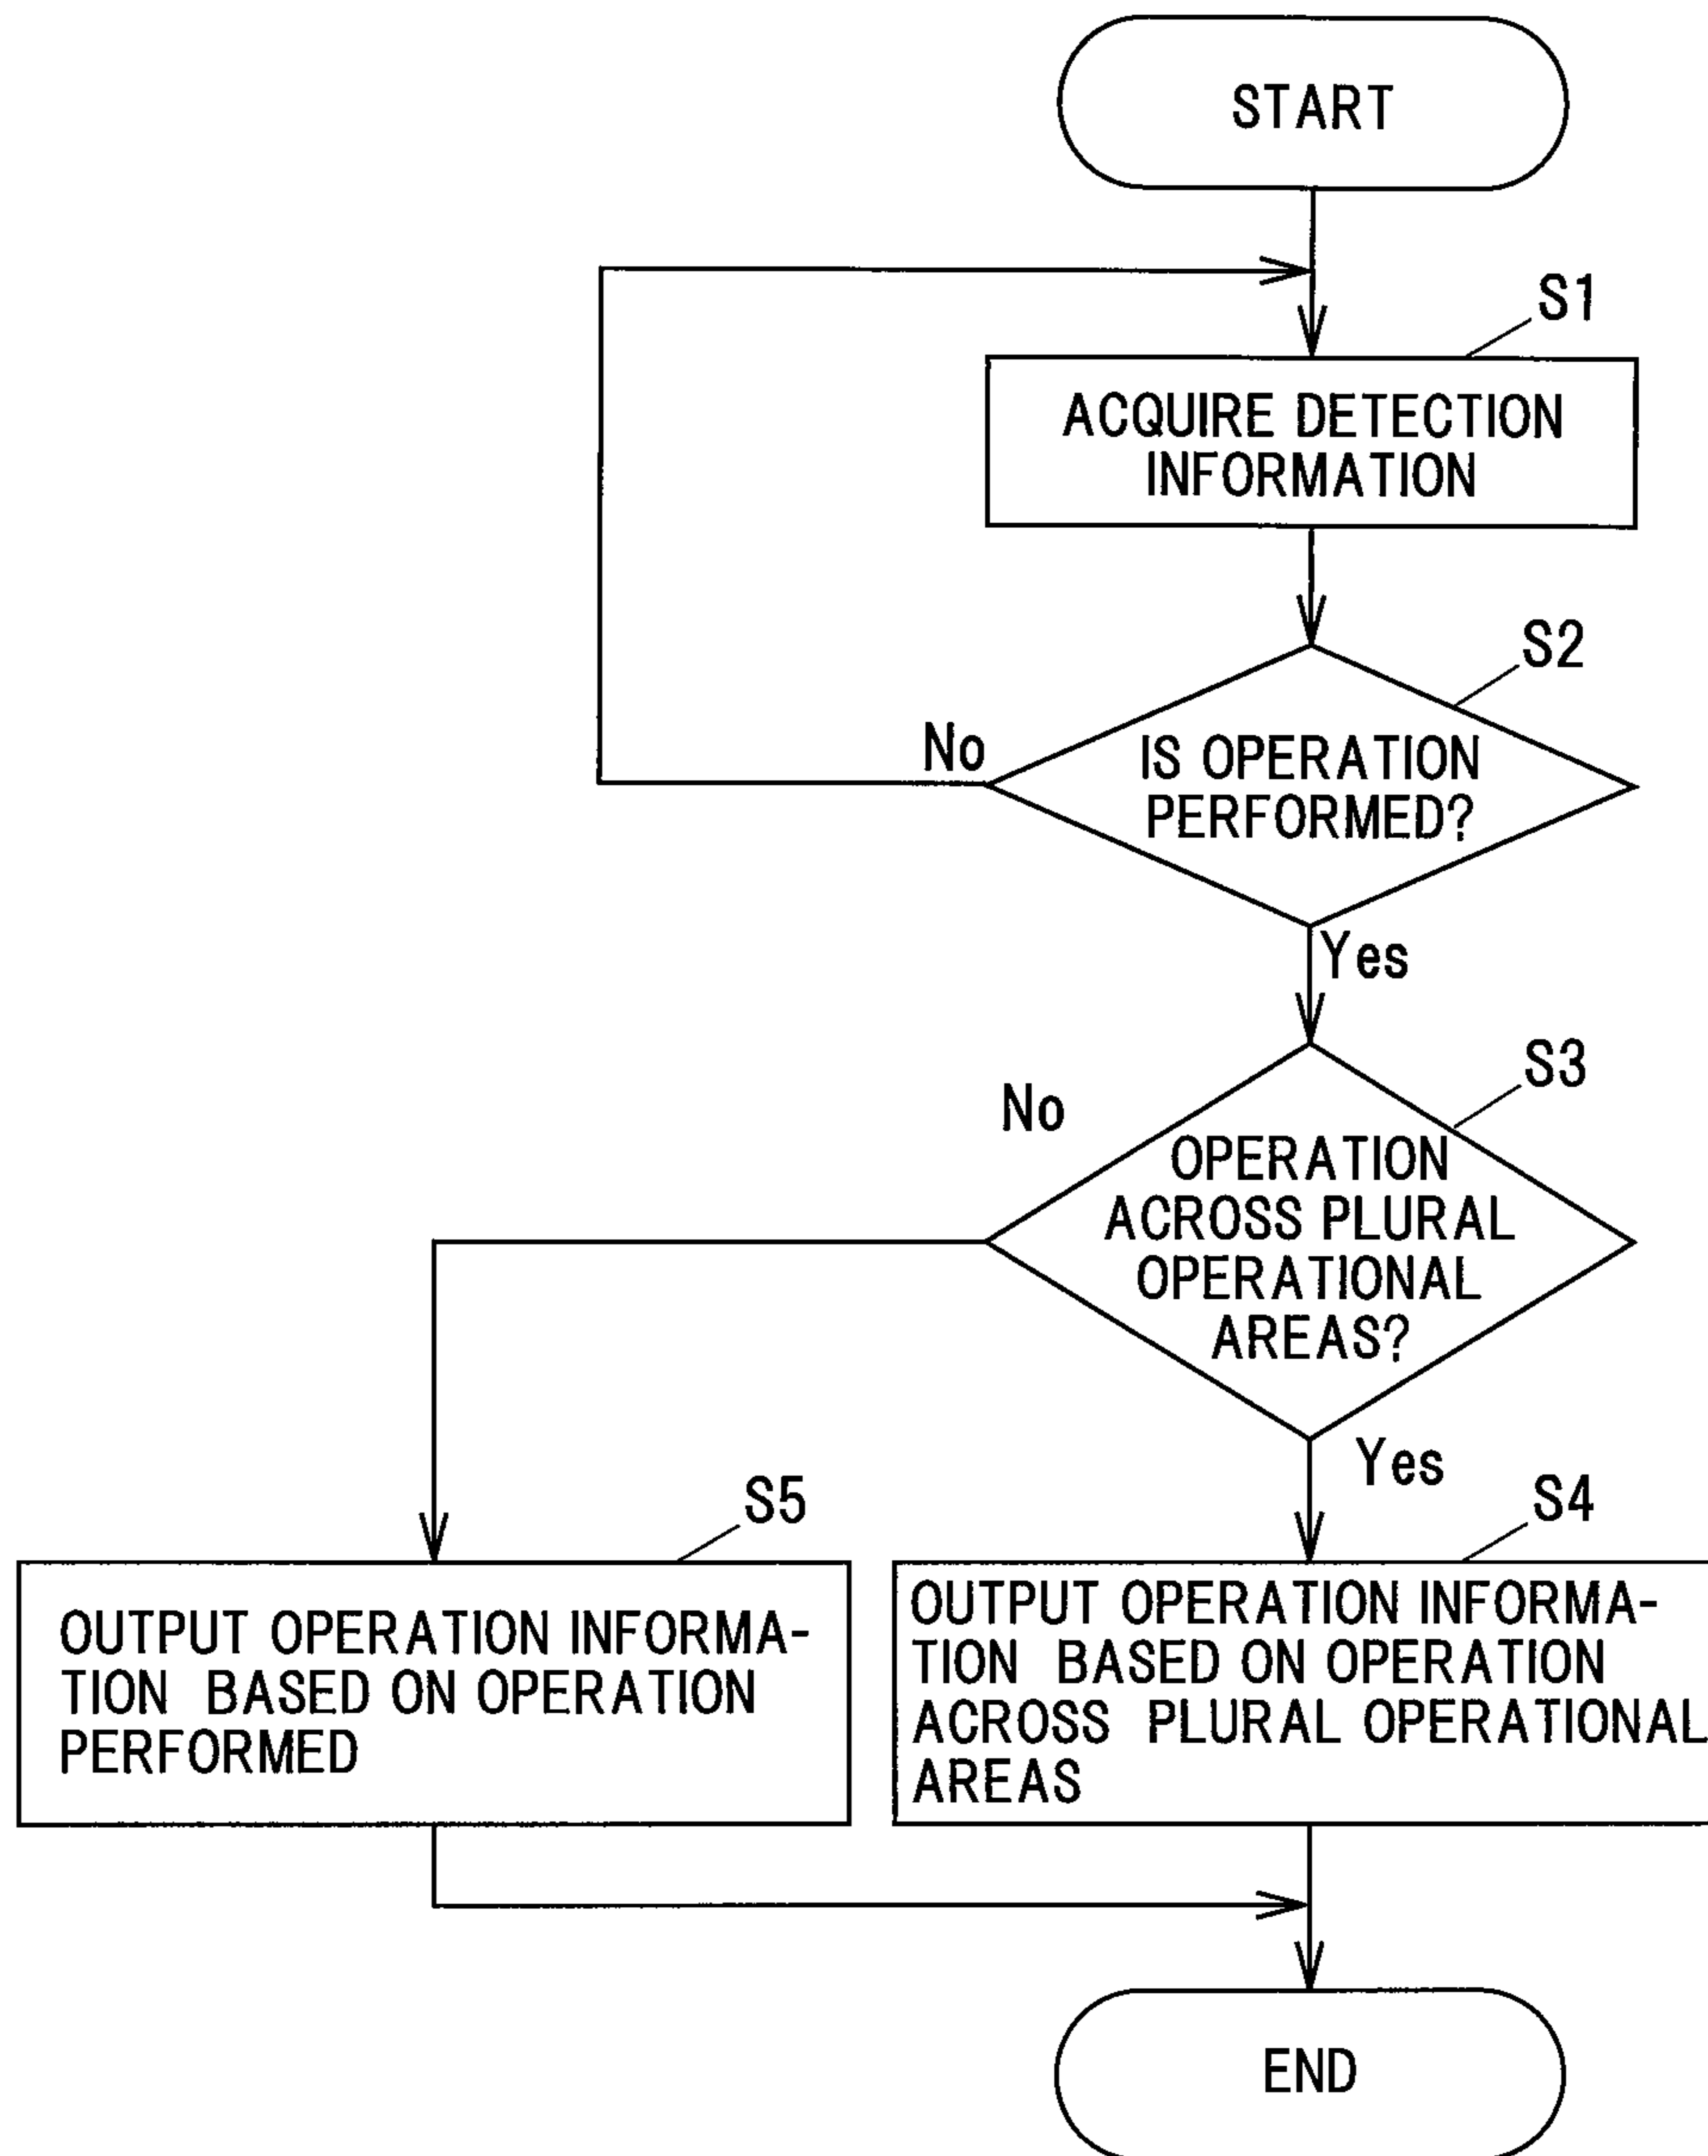 START
S1
ACQUIRE DETECTION
INFORMATION
S2
No
IS OPERATION
PERFORMED?
Yes
S3
No
OPERATION
ACROSS PLURAL
OPERATIONAL
AREAS?
Yes
S5
S4
OUTPUT OPERATION INFORMA-
TION BASED ON OPERATION
PERFORMED
OUTPUT OPERATION INFORMA-
TION BASED ON OPERATION
ACROSS PLURAL OPERATIONAL
AREAS
END